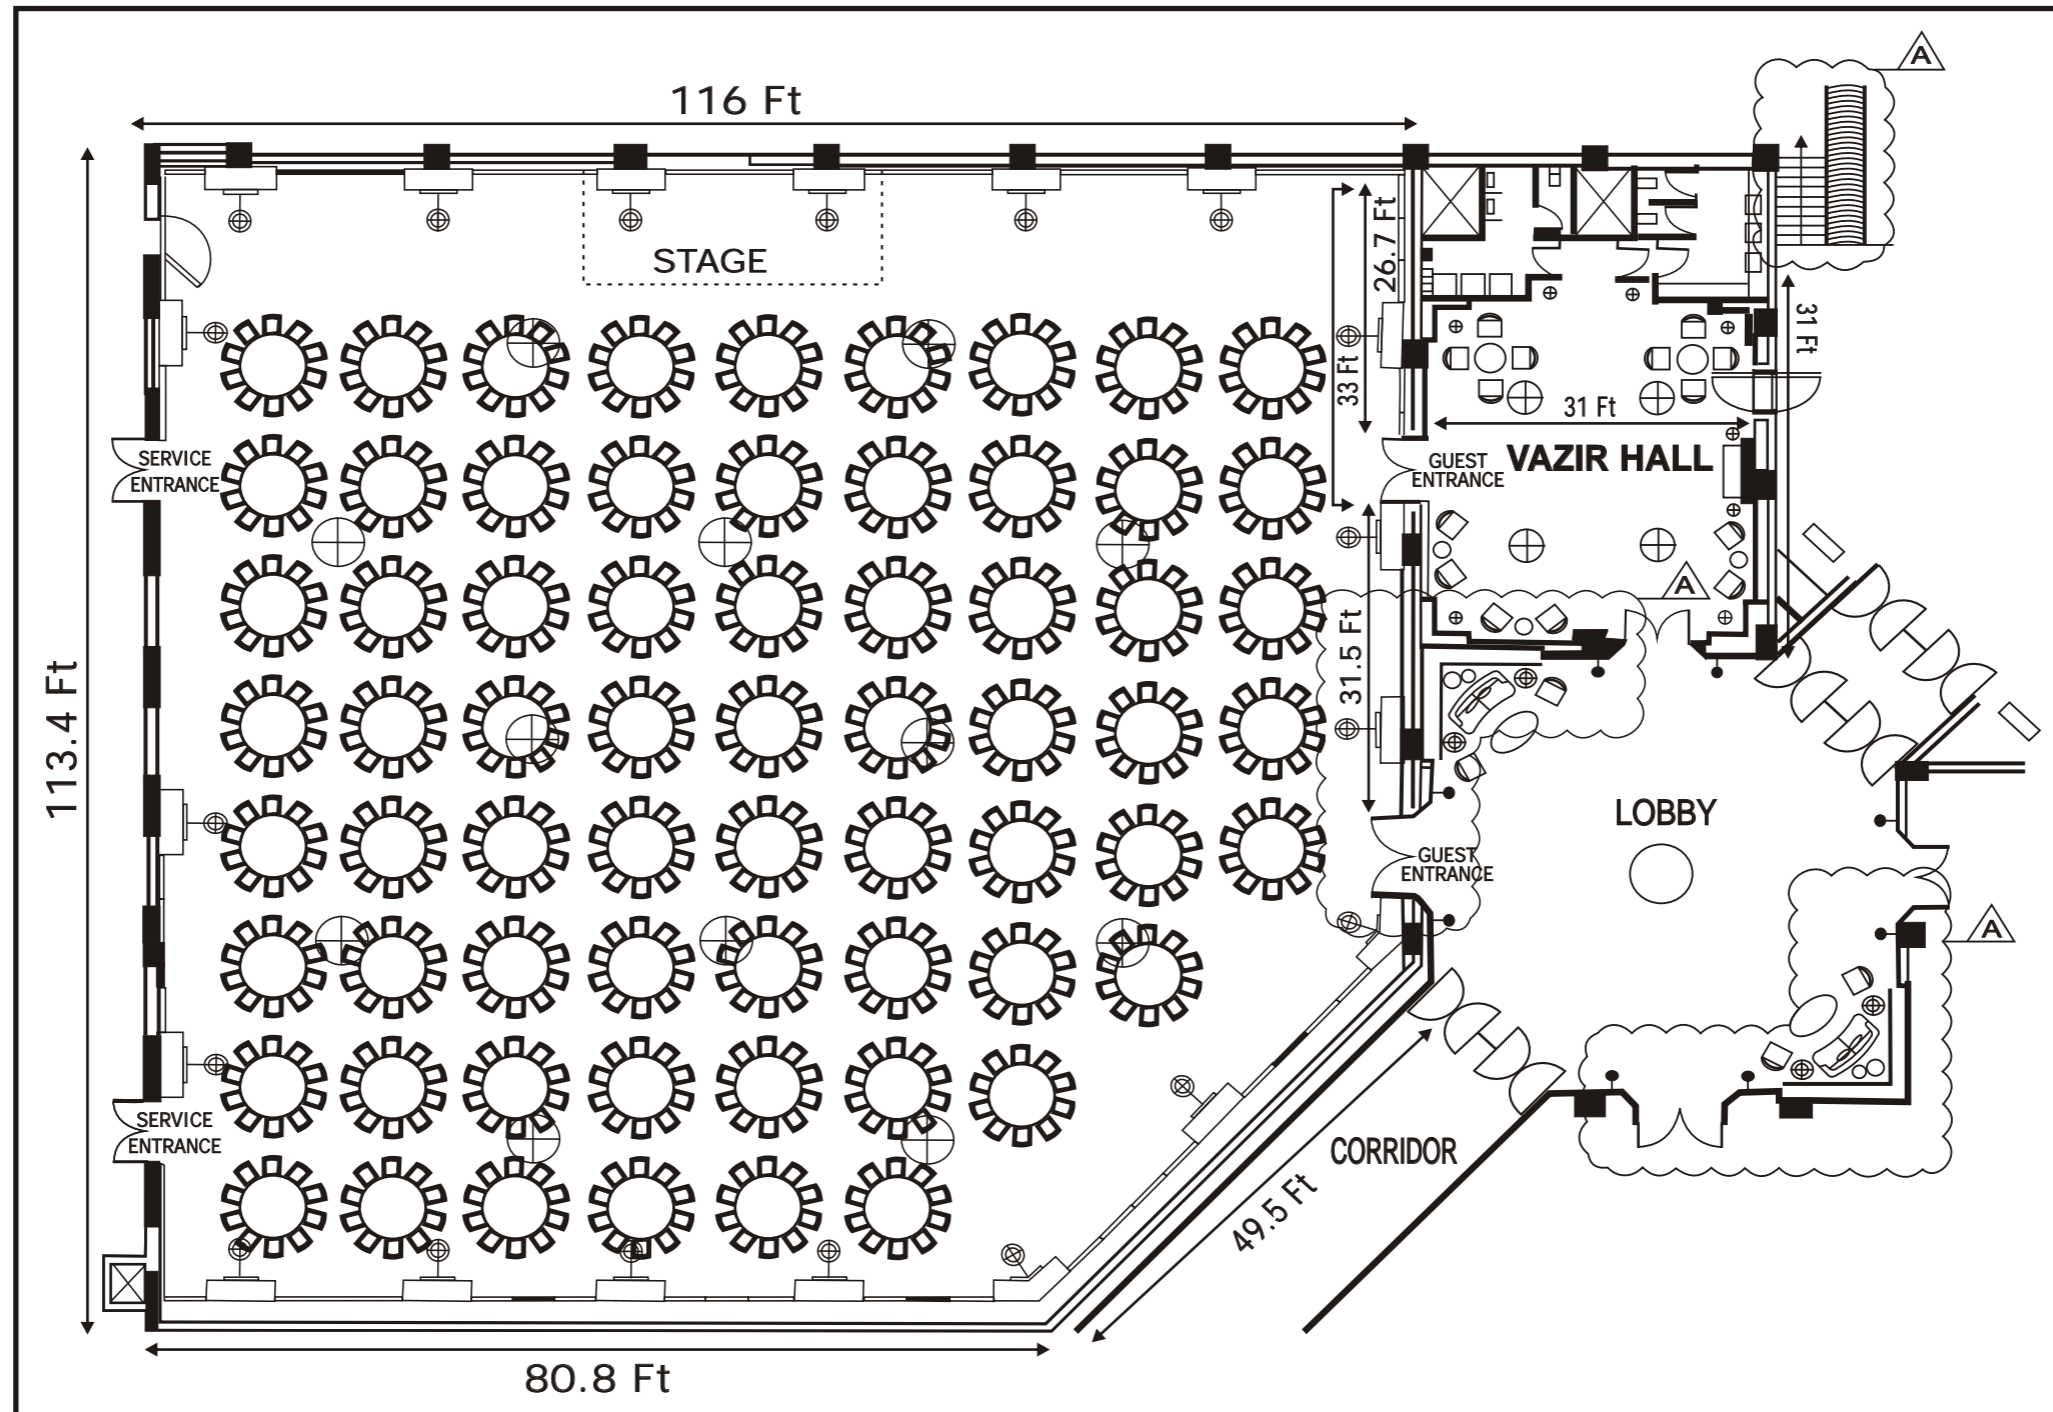 A
116 Ft
STAGE
26.7 Ft
33 Ft
31 Ft
31 Ft
SERVICE
ENTRANCE
GUEST
ENTRANCE
VAZIR HALL
A
31.5 Ft
113.4 Ft
LOBBY
GUEST
ENTRANCE
A
SERVICE
ENTRANCE
CORRIDOR
49.5 Ft
80.8 Ft